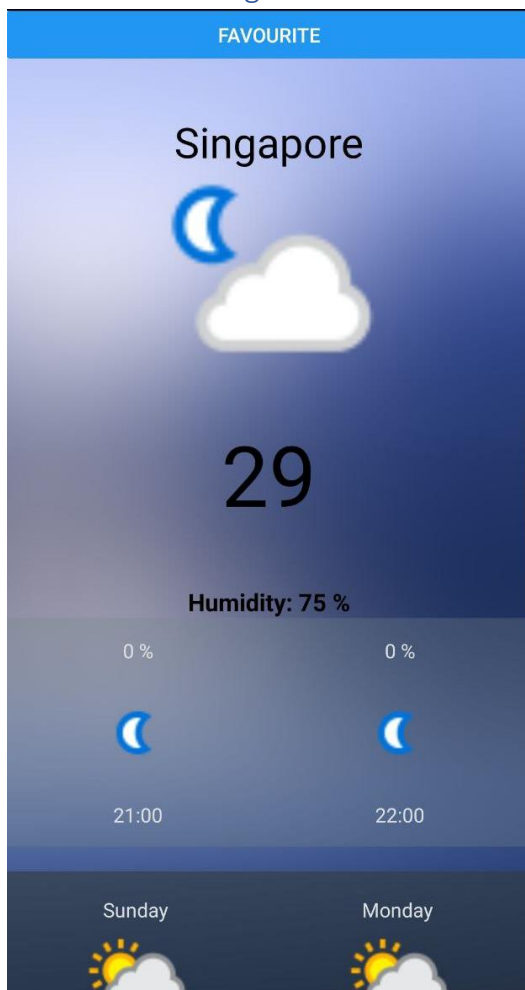 FAVOURITE
Singapore
29
Humidity: 75 %
0 % 0 %
21:00 22:00
Sunday Monday